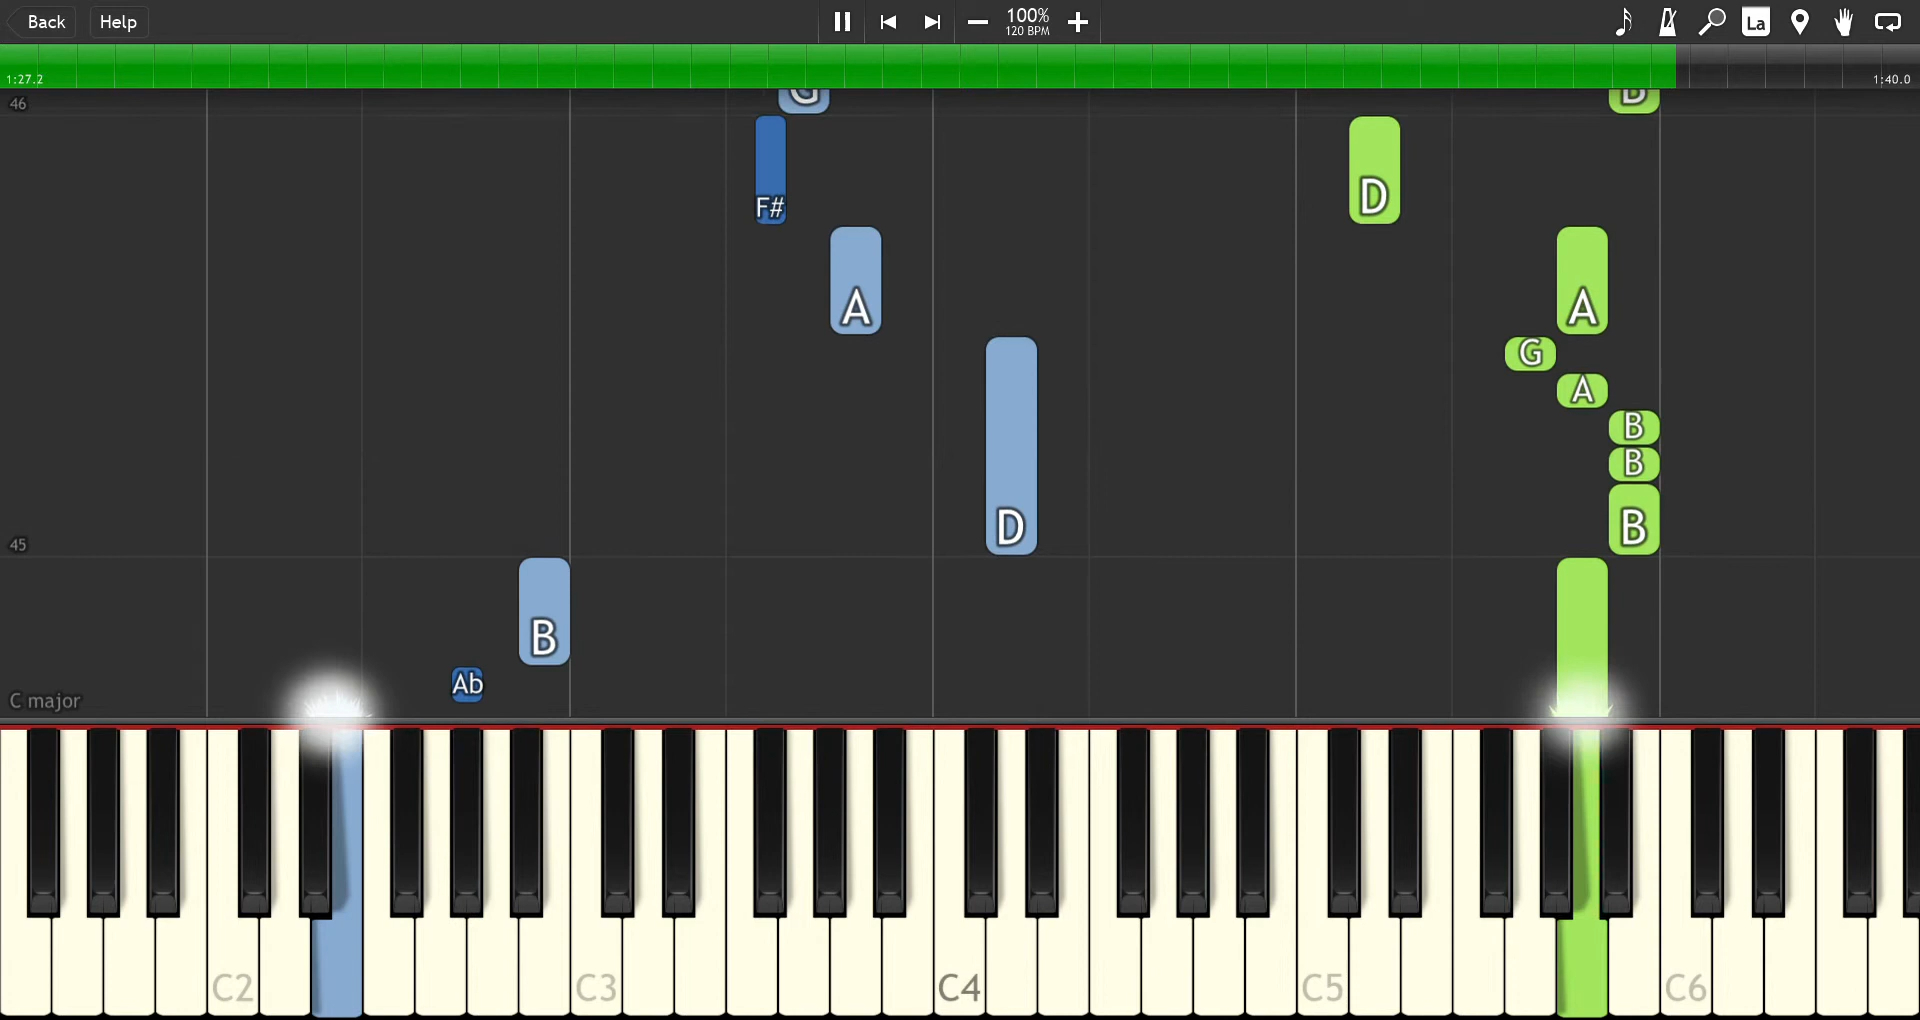 Back Help 100% La
120 BPM
1:27.2 1:40.0
46 G D
F# D
A A
G
A
B
B
D B
45
B
Ab
C major
C2 C3 C4 C5 C6